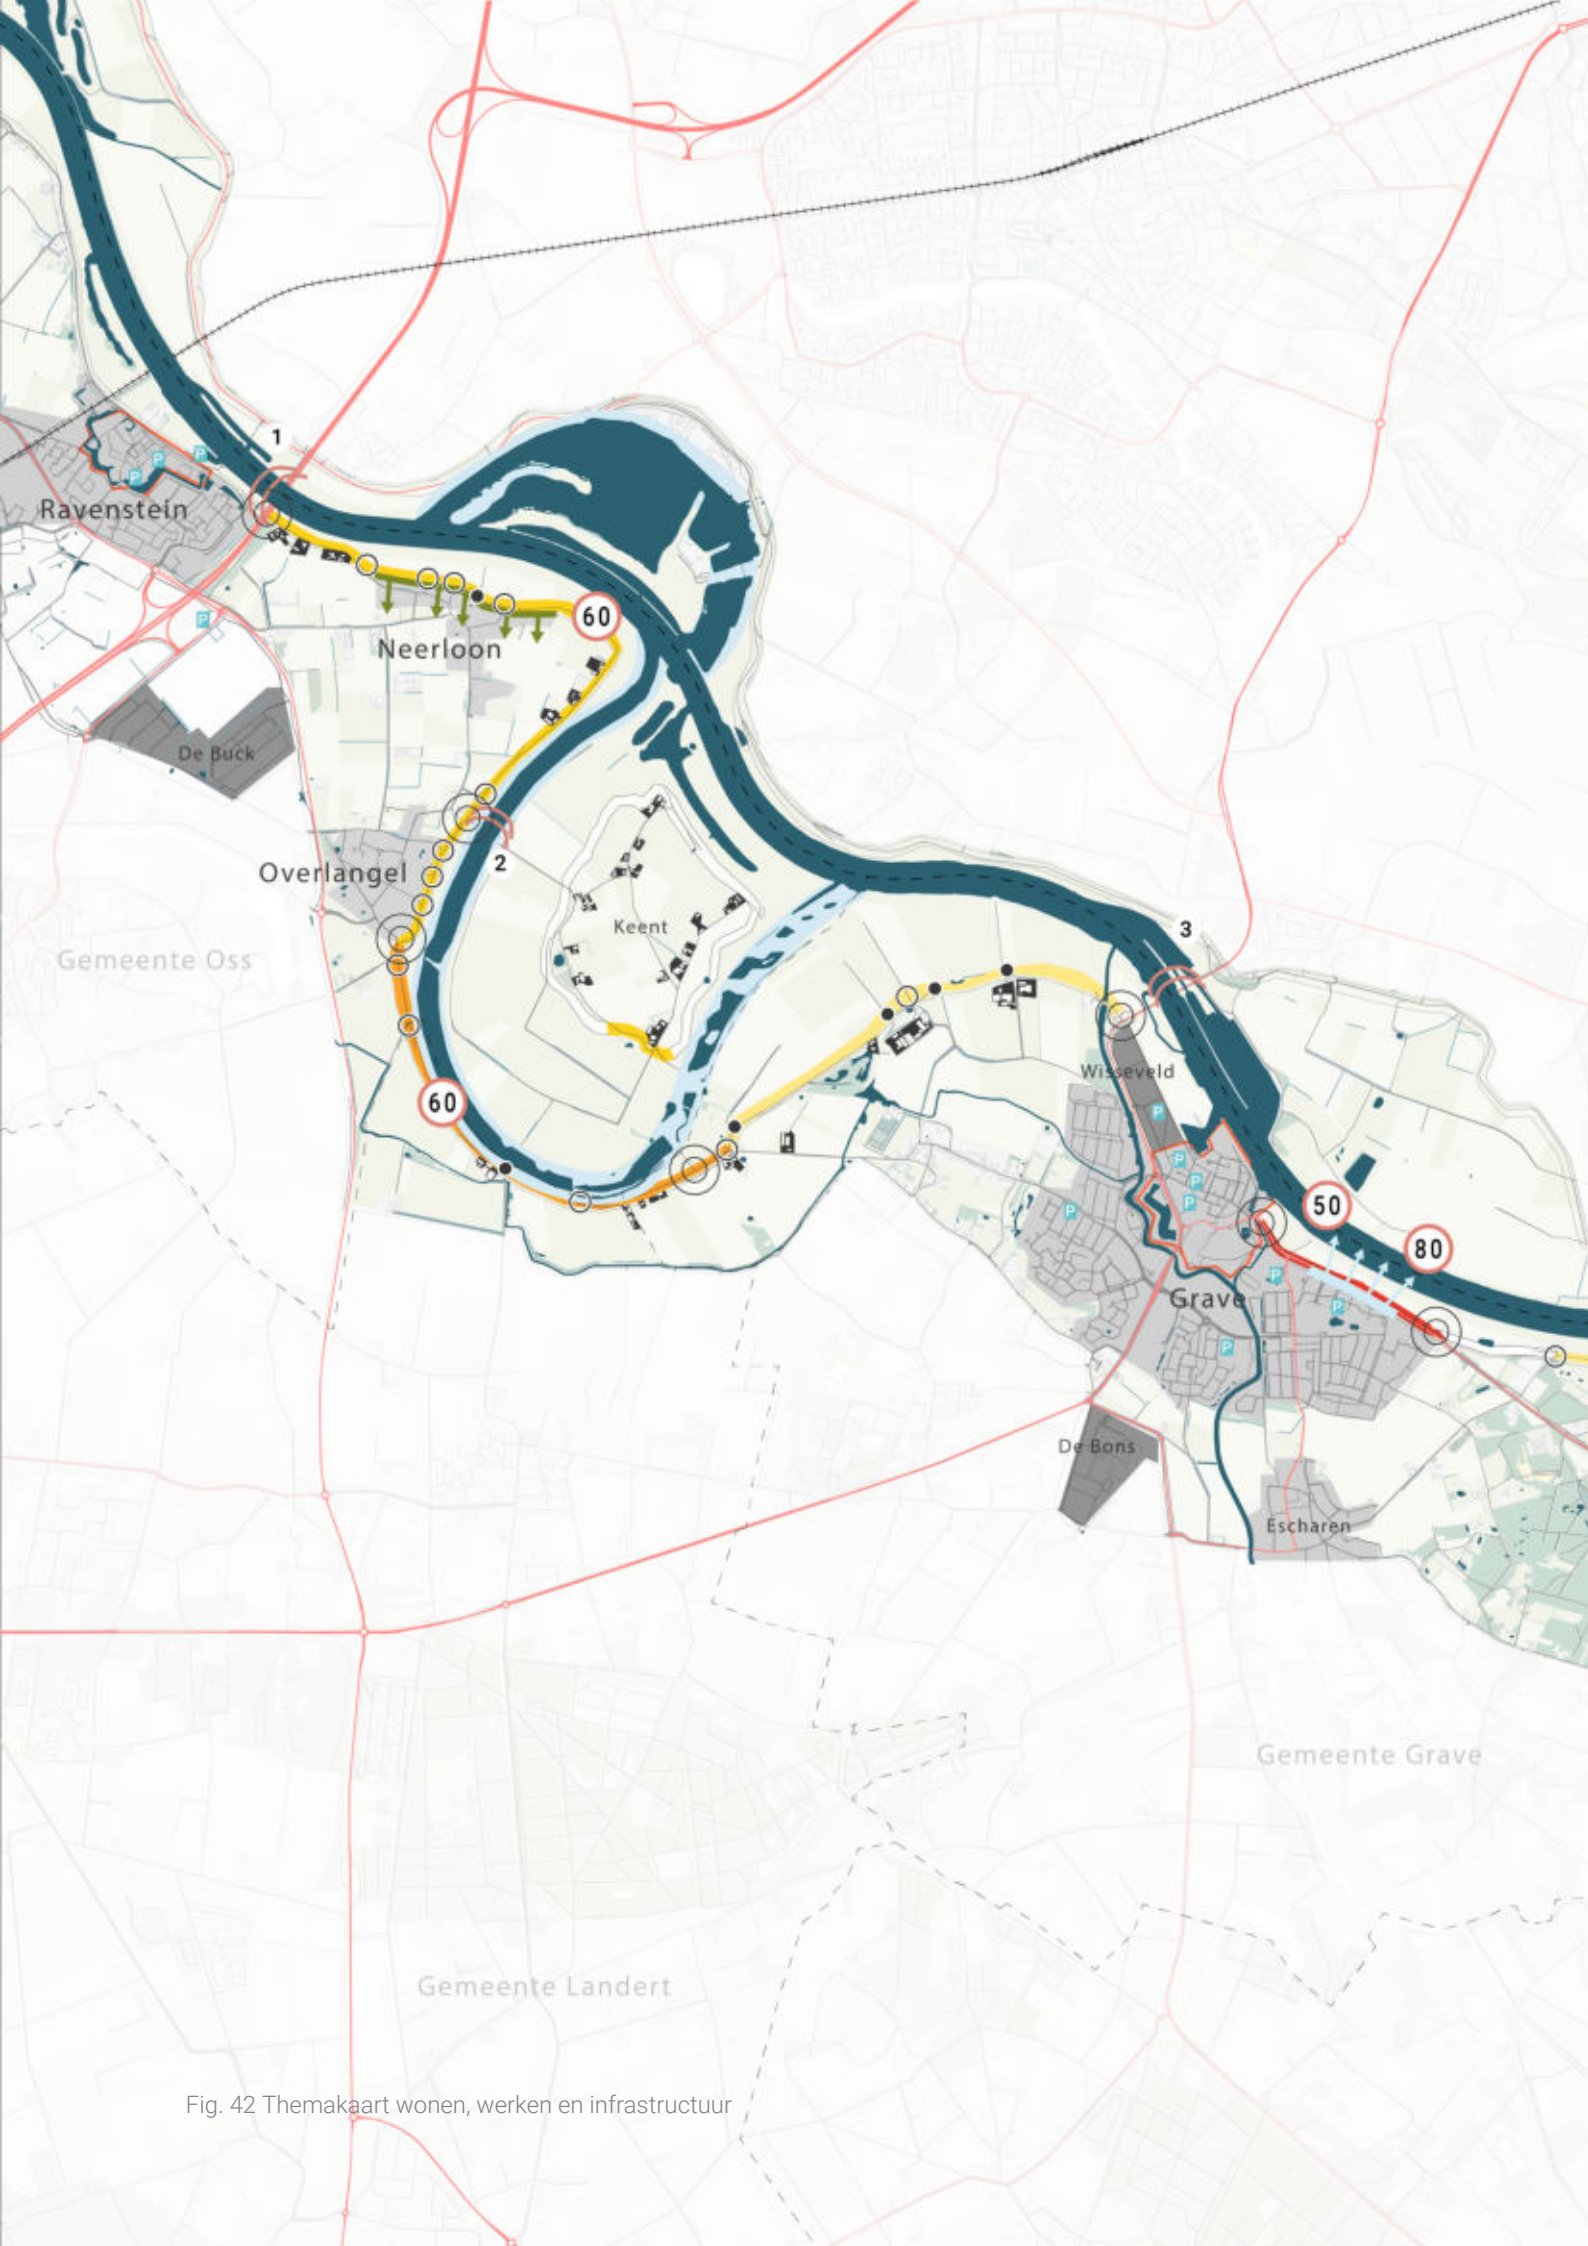 1
P
P
P
Ravenstein
60
P
Neerloon
De Buck
2
Overlangel
Keent
3
Gemeente Oss
Wisseveld
60
P
P
P
P
P
50
80
P
Grave
P
P
De Bons
Escharen
Gemeente Grave
Gemeente Landert
Fig. 42 Themakaart wonen, werken en infrastructuur